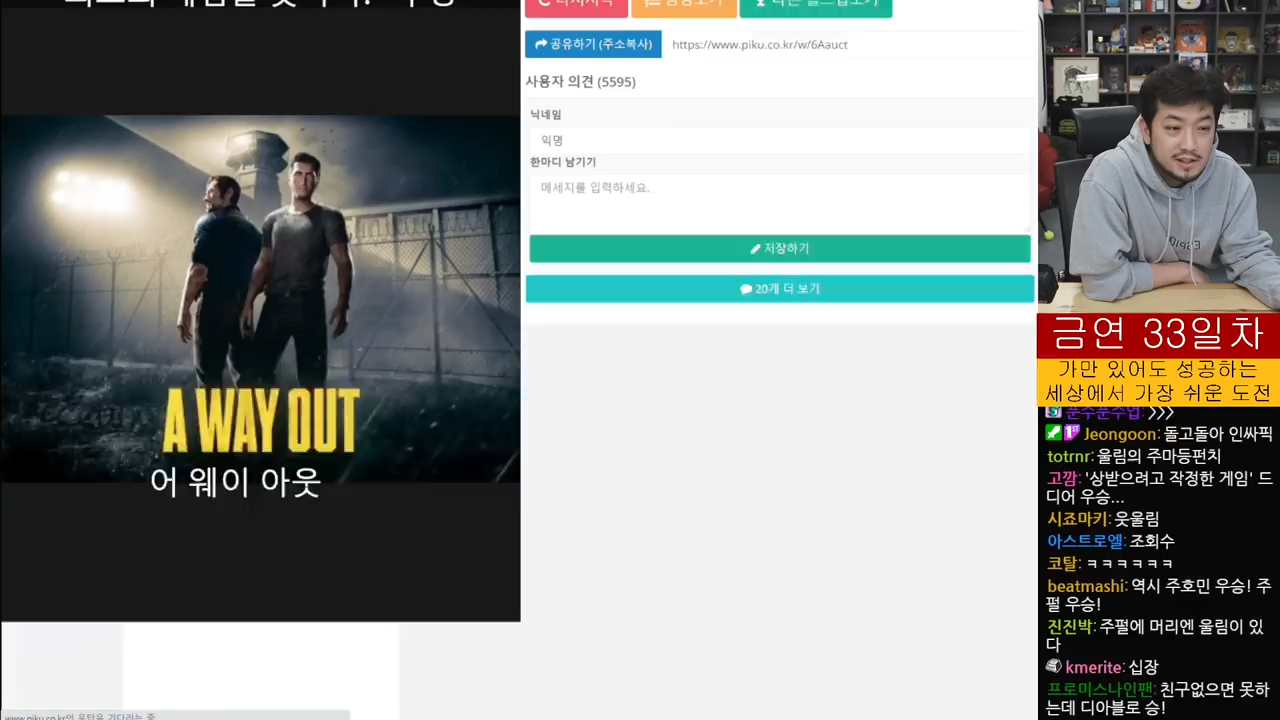 공유하기 (주소복사)
https://www.piku.co.kr/w/6Aauct
사용자 의견 (5595)
닉네임
익명
한마디 남기기
메세지를 입력하세요.
저장하기
20개 더 보기
A WAY OUT
어 웨이 아웃
금연 33일차
가만 있어도 성공하는
세상에서 가장 쉬운 도전
>>>
Jeongoon: 돌고돌아 인싸픽
totrnr: 울림의 주마등펀치
고깜: '상받으려고 작정한 게임' 드
디어 우승...
시죠마키: 웃울림
아스트로엘: 조회수
코탈: ㅋㅋㅋㅋㅋㅋ
beatmashi: 역시 주호민 우승! 주
펄 우승!
진진박: 주펄에 머리엔 울림이 있
다
kmerite: 십장
프로미스나인팬: 친구없으면 못하
는데 디아블로 승!